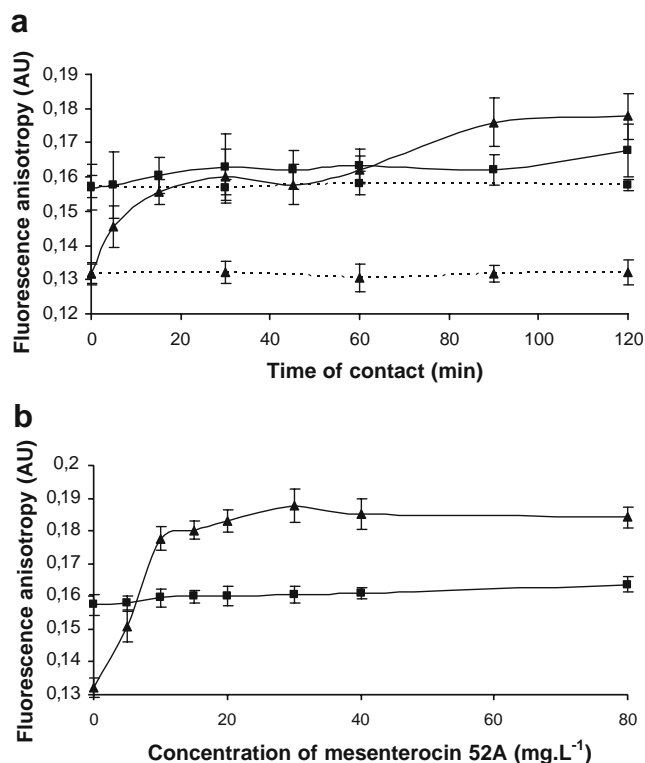 a
Fluorescence anisotropy (AU)
0,19
0,18
0,17
0,16
0,15
0,14
0,13
0,12
0 20 40 60 80 100 120
Time of contact (min)
b
Fluorescence anisotropy (AU)
0,2
0,19
0,18
0,17
0,16
0,15
0,14
0,13
0 20 40 60 80
Concentration of mesenterocin 52A (mg.L⁻¹)